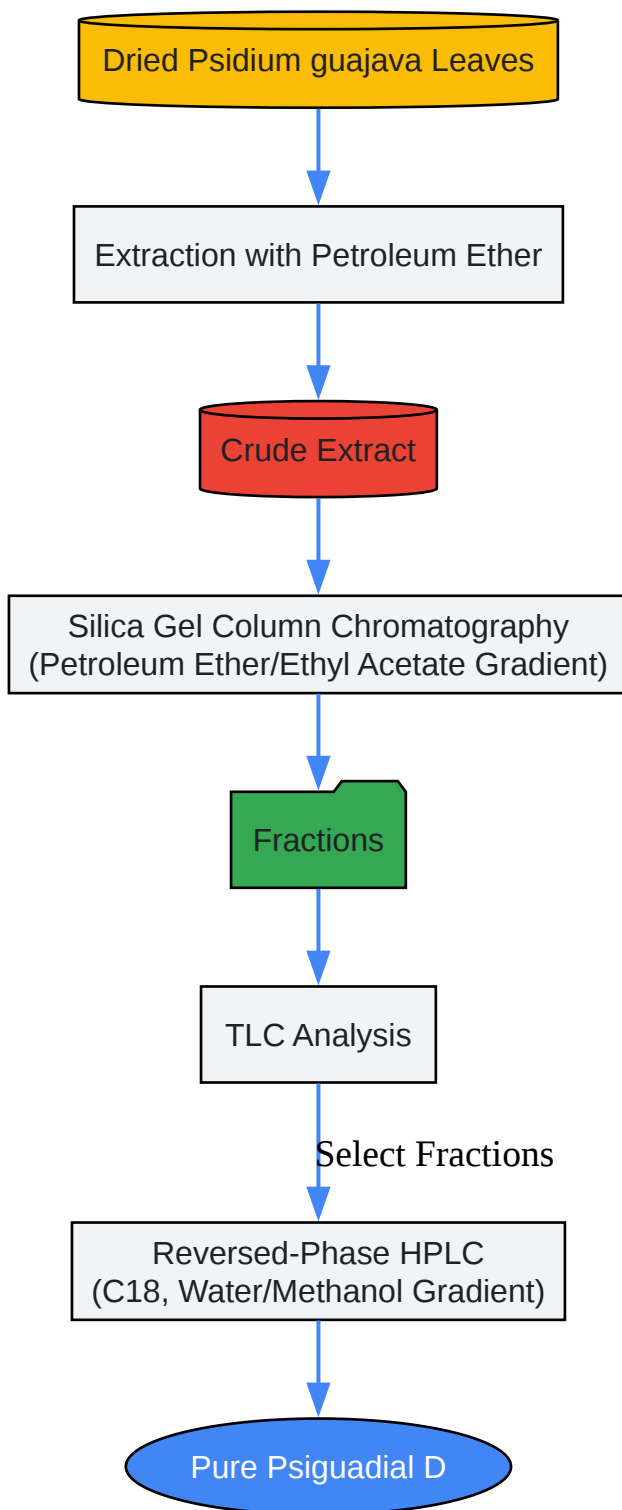 Dried Psidium guajava Leaves
Extraction with Petroleum Ether
Crude Extract
Silica Gel Column Chromatography
(Petroleum Ether/Ethyl Acetate Gradient)
Fractions
TLC Analysis
Select Fractions
Reversed-Phase HPLC
(C18, Water/Methanol Gradient)
Pure Psiguadial D